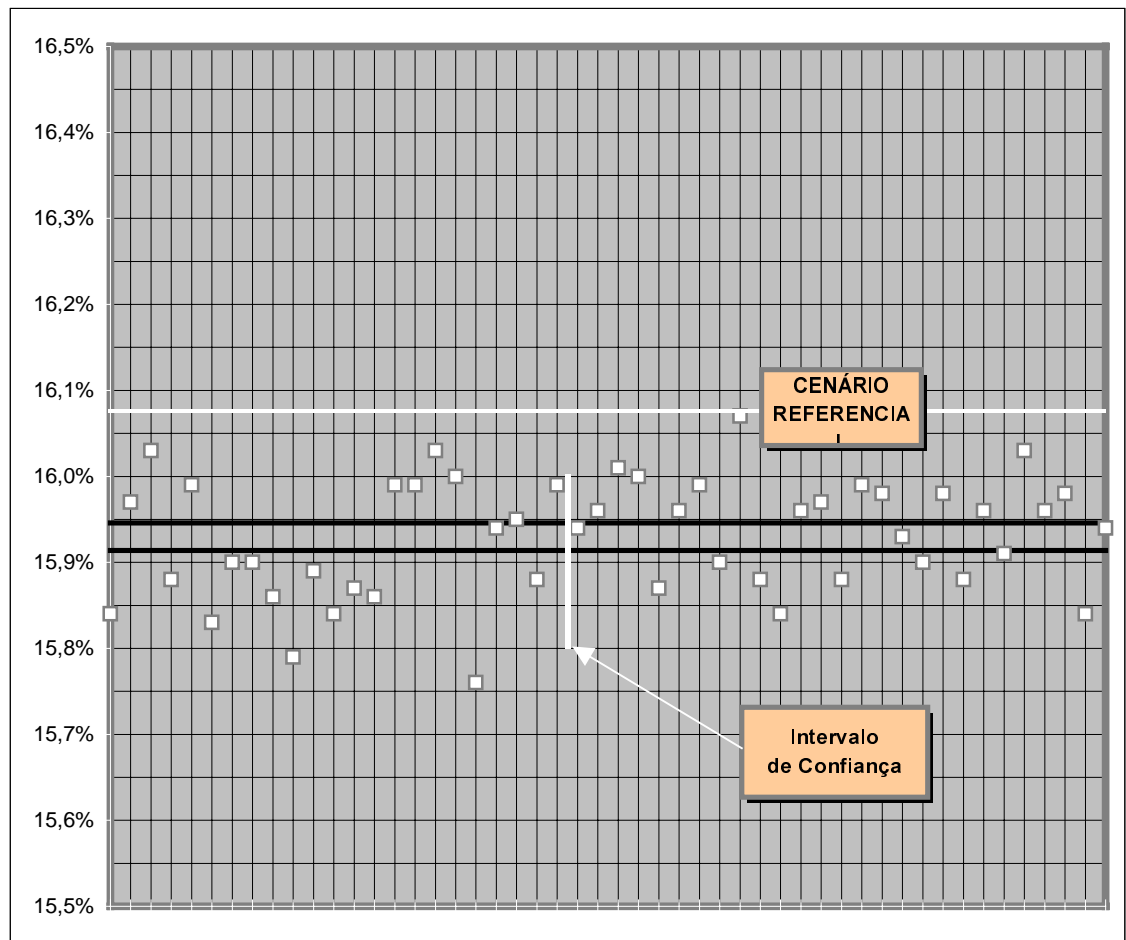 16,5%
16,4%
16,3%
16,2%
16,1%
16,0%
15,9%
15,8%
15,7%
15,6%
15,5%
CENÁRIO
REFERENCIA
l
Intervalo
de Confiança